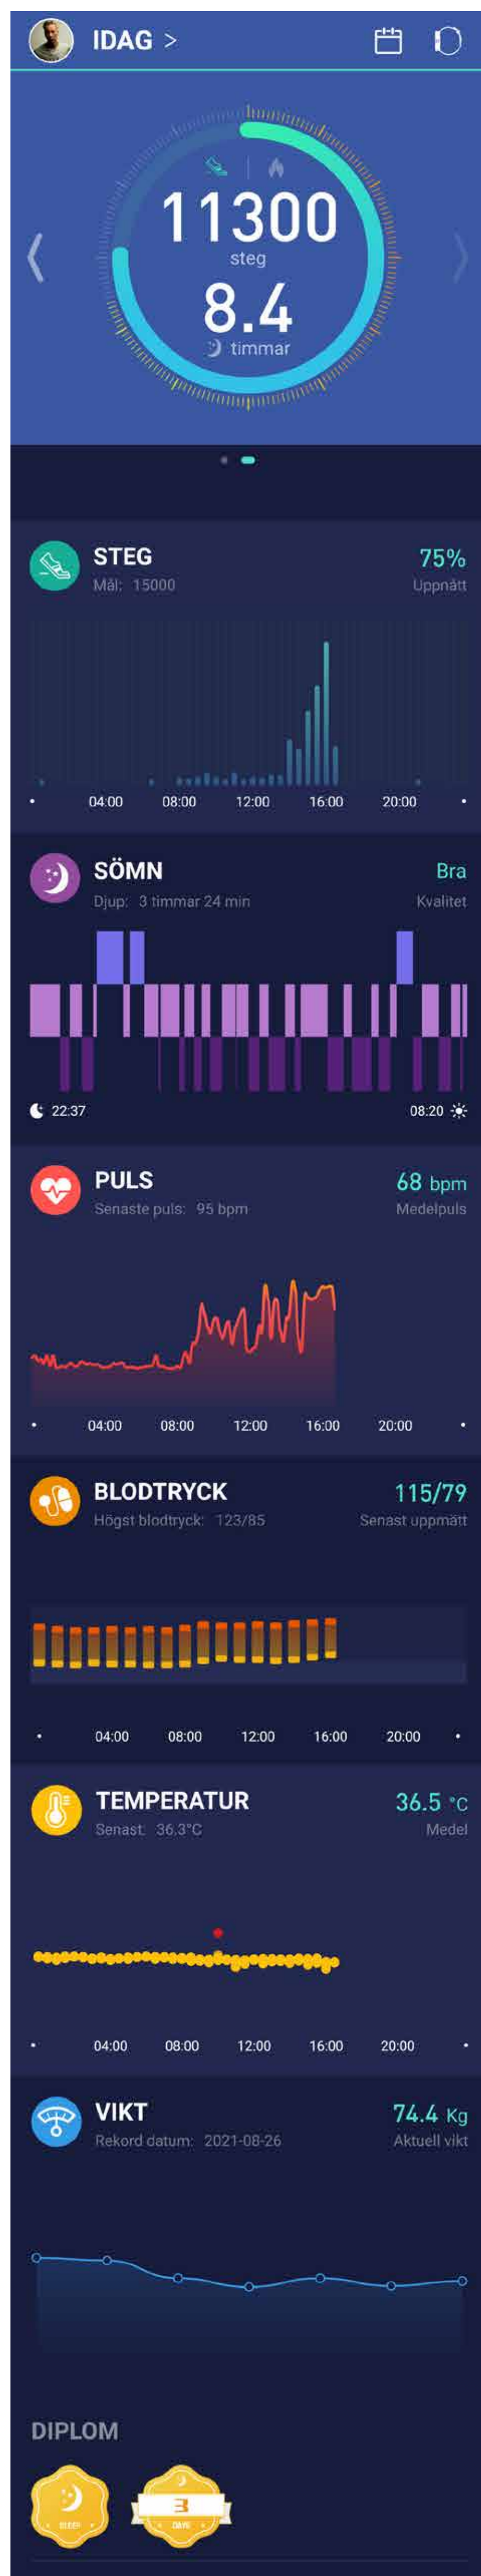 IDAG >
11300
steg
8.4
timmar
STEG
75%
Mål: 15000
Uppnått
04:00 08:00 12:00 16:00 20:00
SÖMN
Bra
Djup: 3 timmar 24 min
Kvalitet
22:37
08:20
PULS
68 bpm
Senaste puls: 95 bpm
Medelpuls
04:00 08:00 12:00 16:00 20:00
BLODTRYCK
115/79
Högst blodtryck: 123/85
Senast uppmätt
04:00 08:00 12:00 16:00 20:00
TEMPERATUR
36.5 °C
Senast: 36.3°C
Medel
04:00 08:00 12:00 16:00 20:00
VIKT
74.4 Kg
Rekord datum: 2021-08-26
Aktuell vikt
DIPLOM
SLEEP
3
DAYS